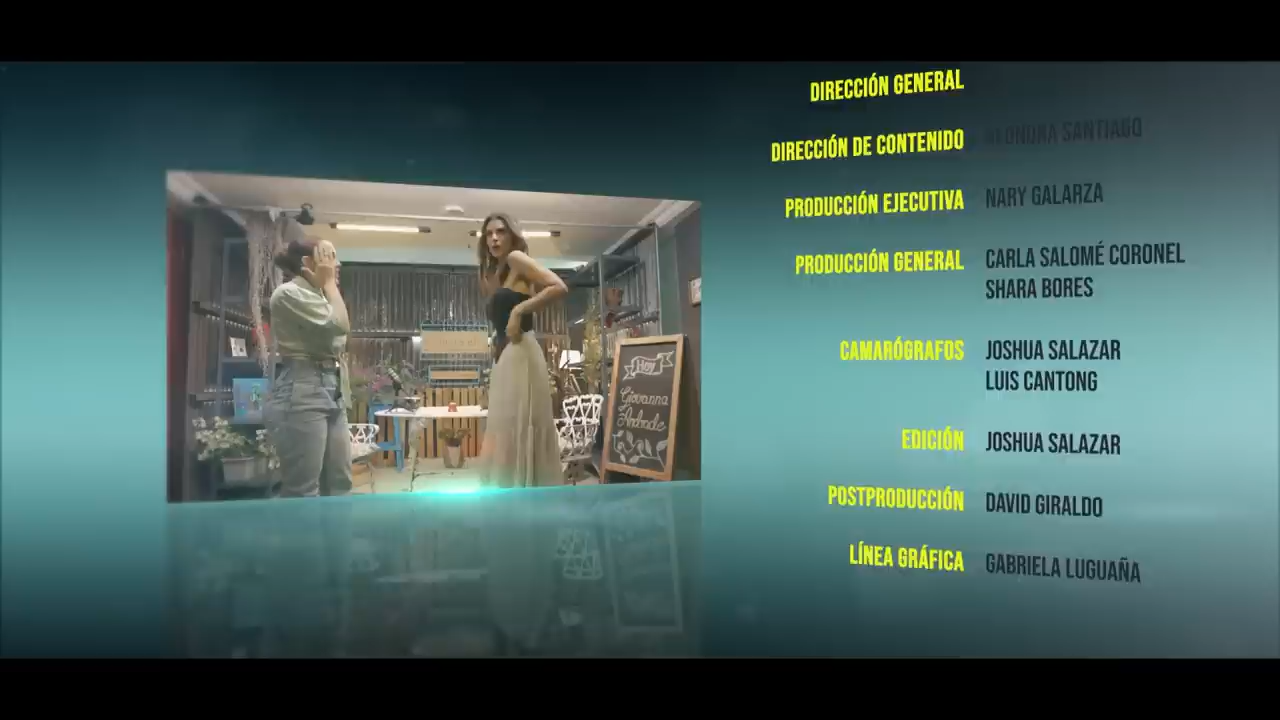 DIRECCIÓN GENERAL
DIRECCIÓN DE CONTENIDO SANTIAGO
PRODUCCIÓN EJECUTIVA NARY GALARZA
PRODUCCIÓN GENERAL CARLA SALOMÉ CORONEL
SHARA BORES
CAMARÓGRAFOS JOSHUA SALAZAR
LUIS CANTONG
EDICIÓN JOSHUA SALAZAR
POSTPRODUCCIÓN DAVID GIRALDO
LÍNEA GRÁFICA GABRIELA LUGUAÑA
Hoy
Giovanna
Andrade